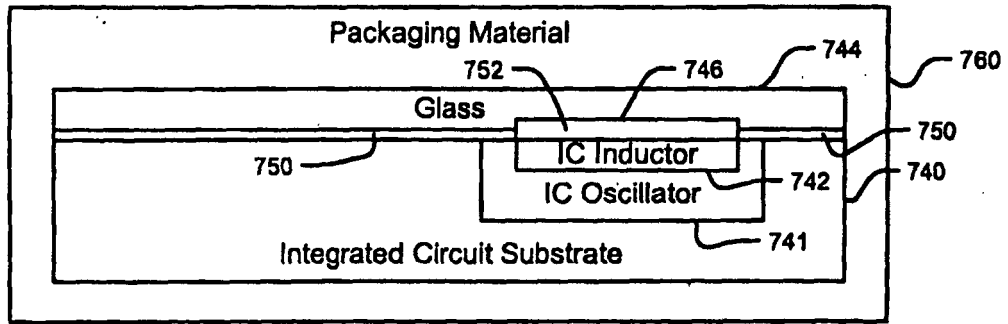 Packaging Material
744
760
752
746
Glass
750
750
IC Inductor
742
740
IC Oscillator
741
Integrated Circuit Substrate